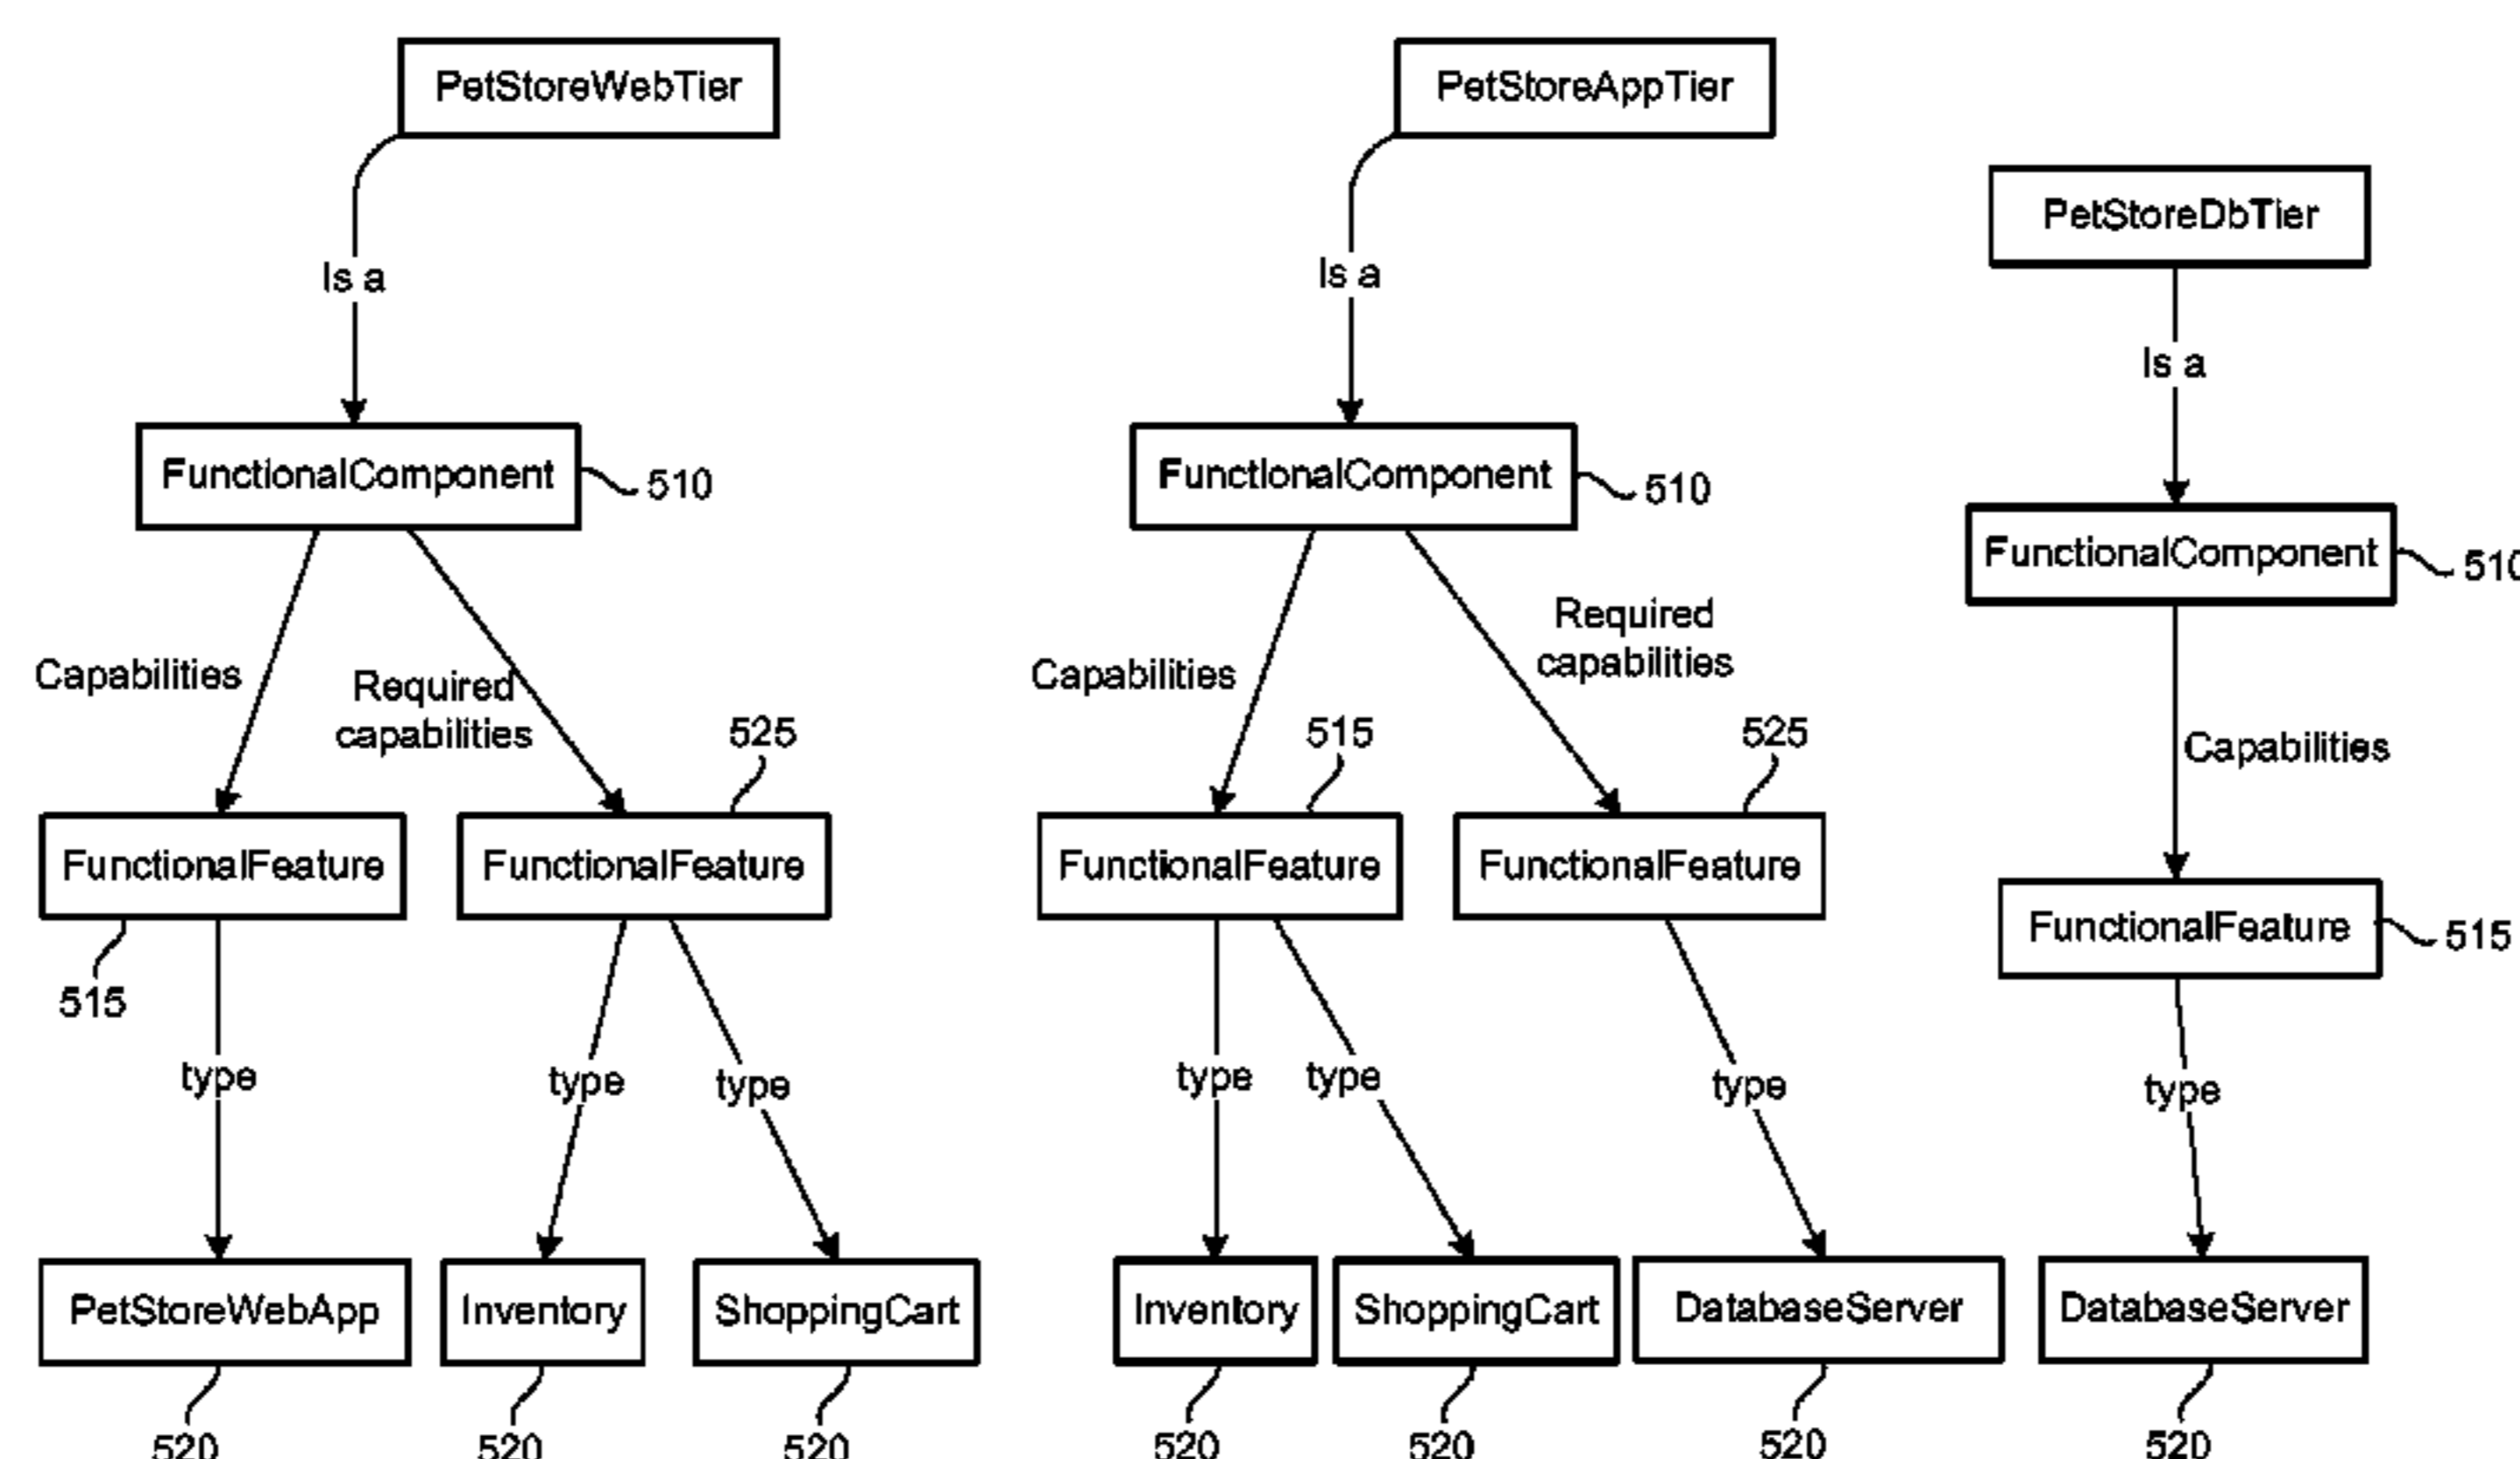 PetStoreWebTier
PetStoreAppTier
PetStoreDbTier
Is a
Is a
Is a
FunctionalComponent
510
FunctionalComponent
510
FunctionalComponent
510
Capabilities
Required
capabilities
525
Capabilities
Required
capabilities
515
525
Capabilities
FunctionalFeature
FunctionalFeature
FunctionalFeature
FunctionalFeature
FunctionalFeature
515
515
type
type
type
type
type
type
type
PetStoreWebApp
Inventory
ShoppingCart
Inventory
ShoppingCart
DatabaseServer
DatabaseServer
520
520
520
520
520
520
520